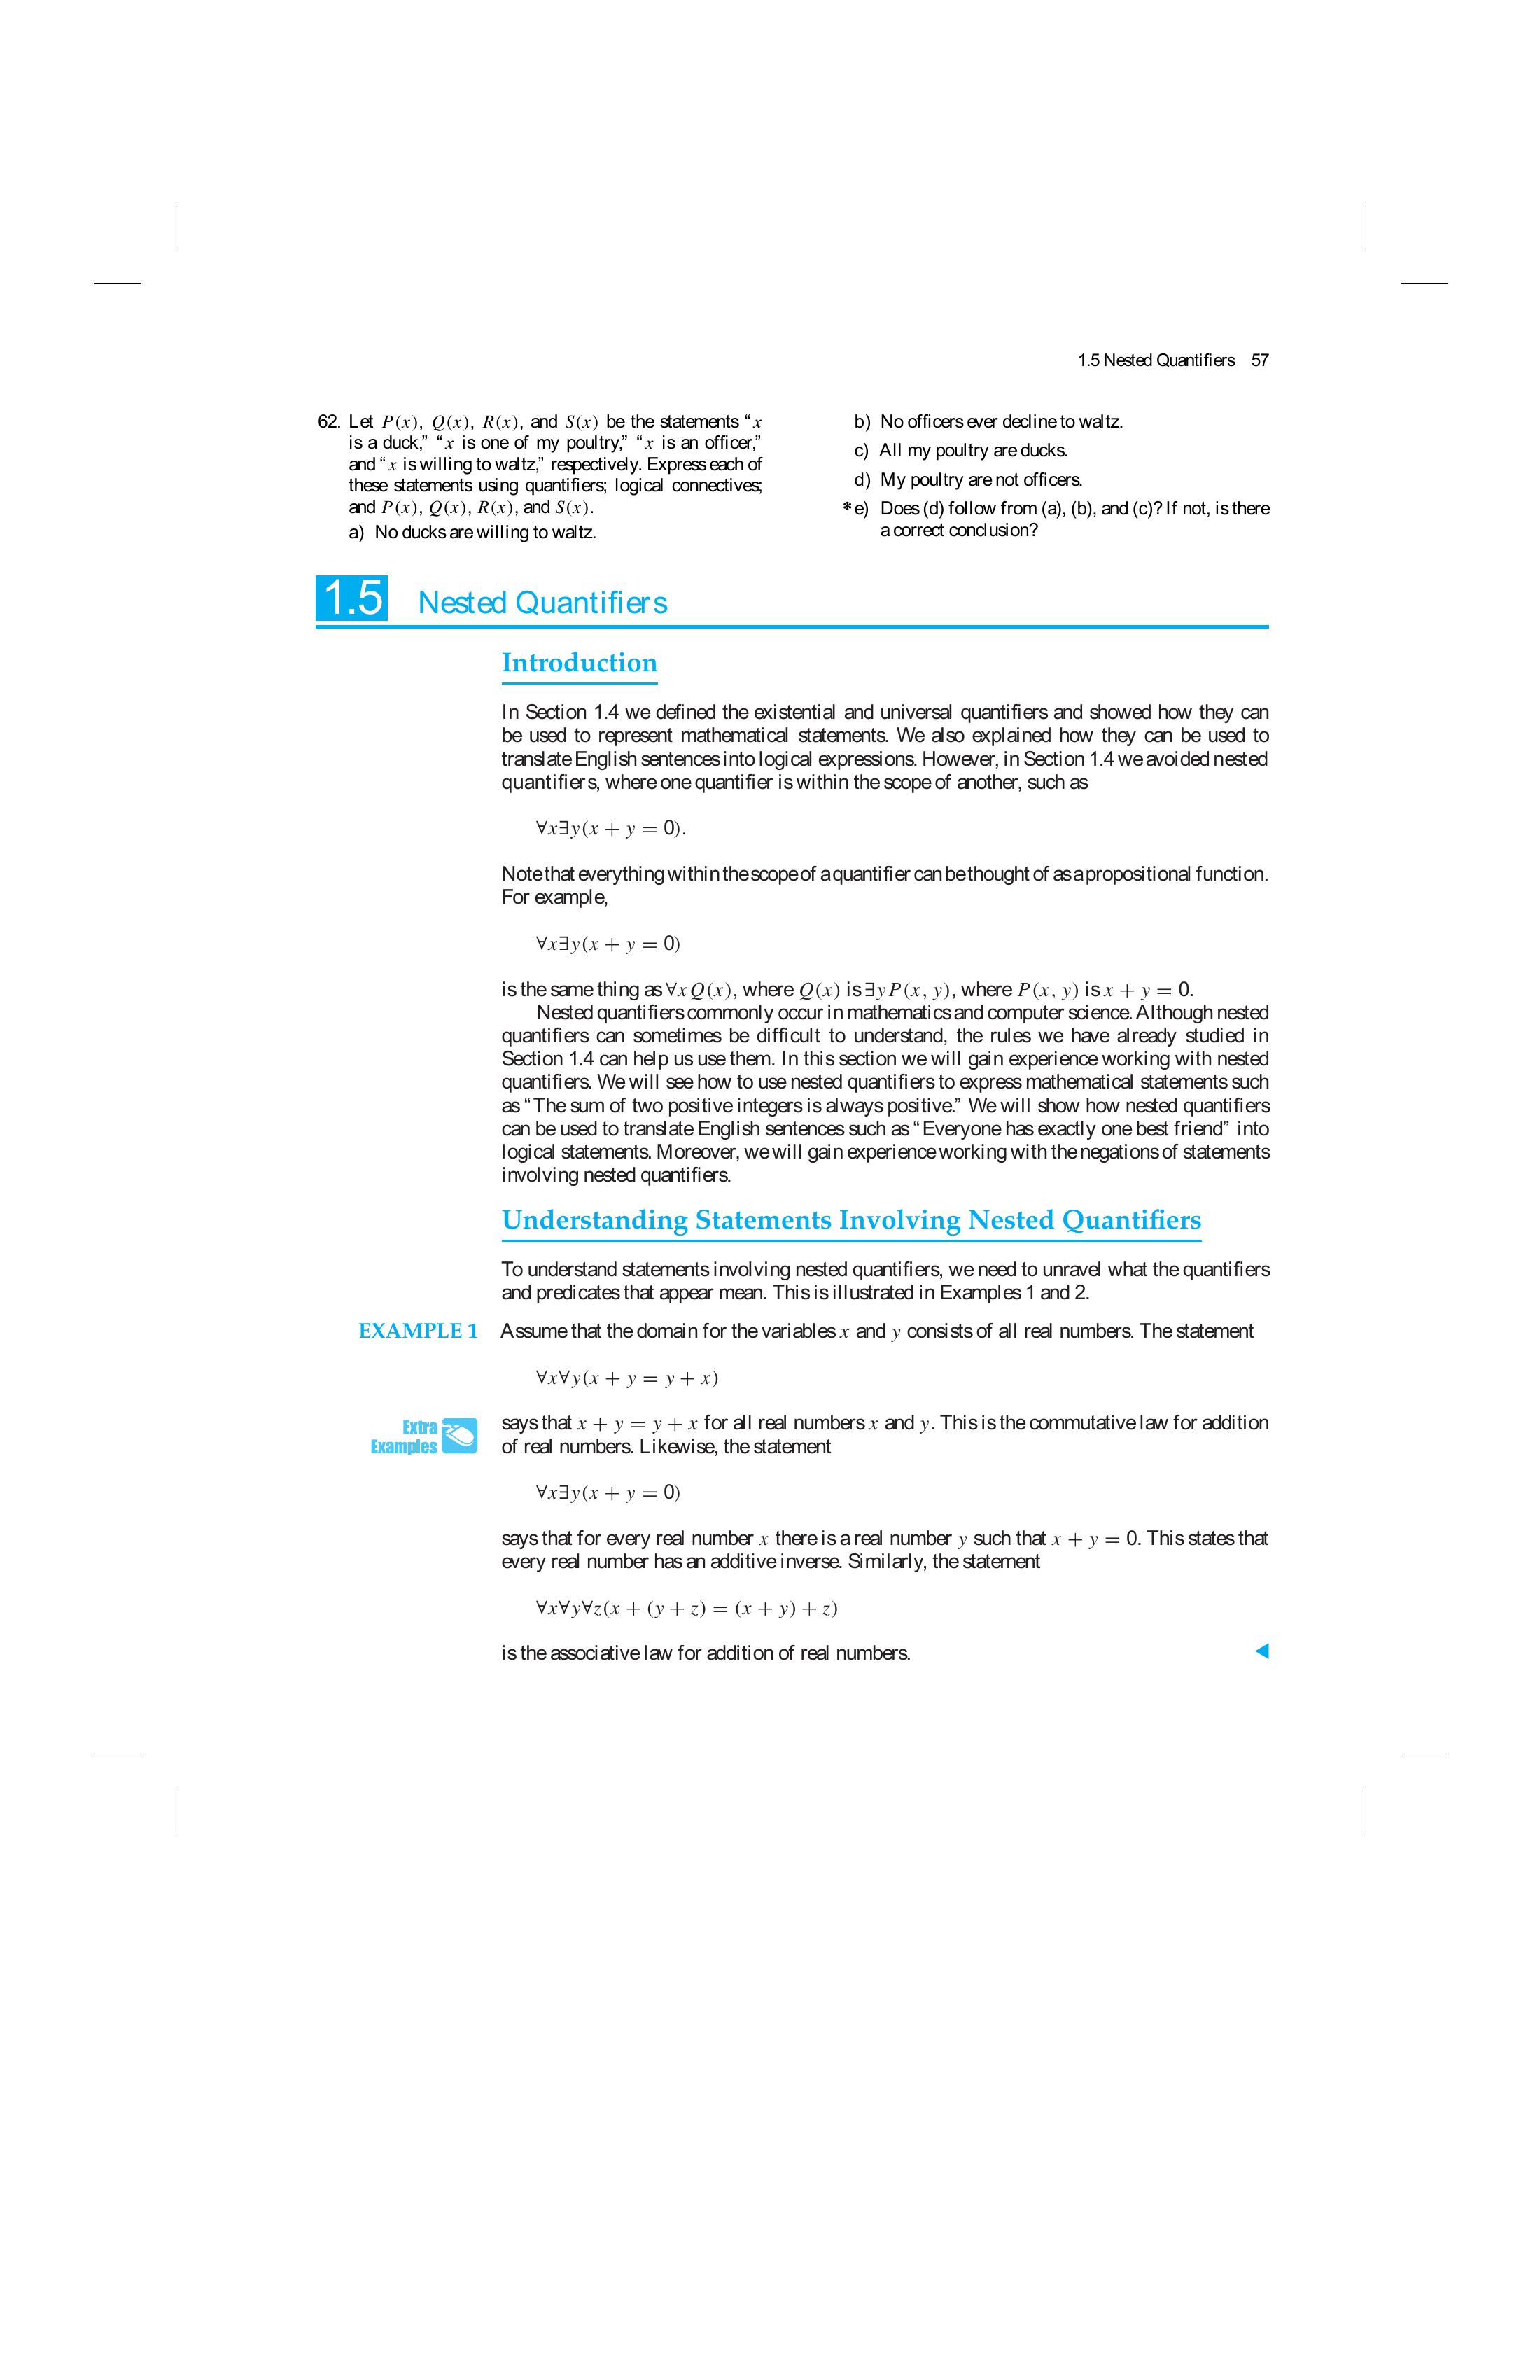 1.5 Nested Quantifiers 57
62. Let P(x), Q(x), R(x), and S(x) be the statements “x
is a duck,” “x is one of my poultry,” “x is an officer,”
and “x is willing to waltz,” respectively. Express each of
these statements using quantifiers; logical connectives;
and P(x), Q(x), R(x), and S(x).
a) No ducks are willing to waltz.
b) No officers ever decline to waltz.
c) All my poultry are ducks.
d) My poultry are not officers.
*e) Does (d) follow from (a), (b), and (c)? If not, is there
a correct conclusion?
1.5 Nested Quantifiers
Introduction
In Section 1.4 we defined the existential and universal quantifiers and showed how they can
be used to represent mathematical statements. We also explained how they can be used to
translate English sentences into logical expressions. However, in Section 1.4 we avoided nested
quantifiers, where one quantifier is within the scope of another, such as
∀x∃y(x + y = 0).
Note that everything within the scope of a quantifier can be thought of as a propositional function.
For example,
∀x∃y(x + y = 0)
is the same thing as ∀xQ(x), where Q(x) is ∃yP(x, y), where P(x, y) is x + y = 0.
Nested quantifiers commonly occur in mathematics and computer science. Although nested
quantifiers can sometimes be difficult to understand, the rules we have already studied in
Section 1.4 can help us use them. In this section we will gain experience working with nested
quantifiers. We will see how to use nested quantifiers to express mathematical statements such
as “The sum of two positive integers is always positive.” We will show how nested quantifiers
can be used to translate English sentences such as “Everyone has exactly one best friend” into
logical statements. Moreover, we will gain experience working with the negations of statements
involving nested quantifiers.
Understanding Statements Involving Nested Quantifiers
To understand statements involving nested quantifiers, we need to unravel what the quantifiers
and predicates that appear mean. This is illustrated in Examples 1 and 2.
EXAMPLE 1 Assume that the domain for the variables x and y consists of all real numbers. The statement
∀x∀y(x + y = y + x)
Extra
Examples
says that x + y = y + x for all real numbers x and y. This is the commutative law for addition
of real numbers. Likewise, the statement
∀x∃y(x + y = 0)
says that for every real number x there is a real number y such that x + y = 0. This states that
every real number has an additive inverse. Similarly, the statement
∀x∀y∀z(x + (y + z) = (x + y) + z)
is the associative law for addition of real numbers.